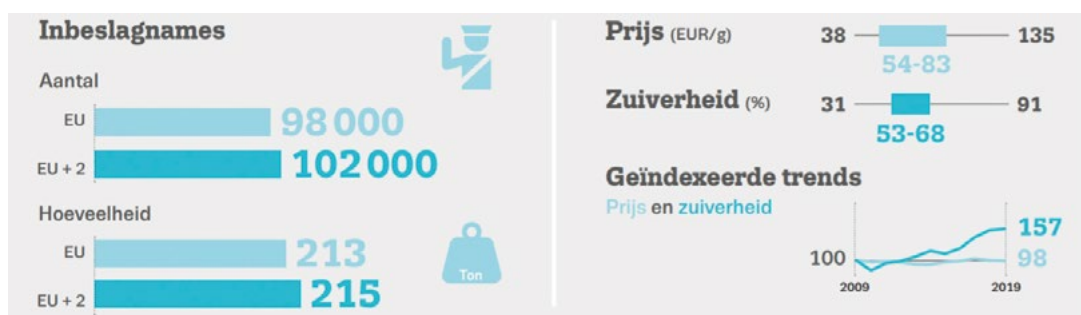 Inbeslagnames
Aantal
EU 98 000
EU + 2 102 000
Hoeveelheid
EU 213
Ton
EU + 2 215
Prijs (EUR/g) 38 135
54-83
Zuiverheid (%) 31 91
53-68
Geïndexeerde trends
Prijs en zuiverheid
157
100 98
2009 2019